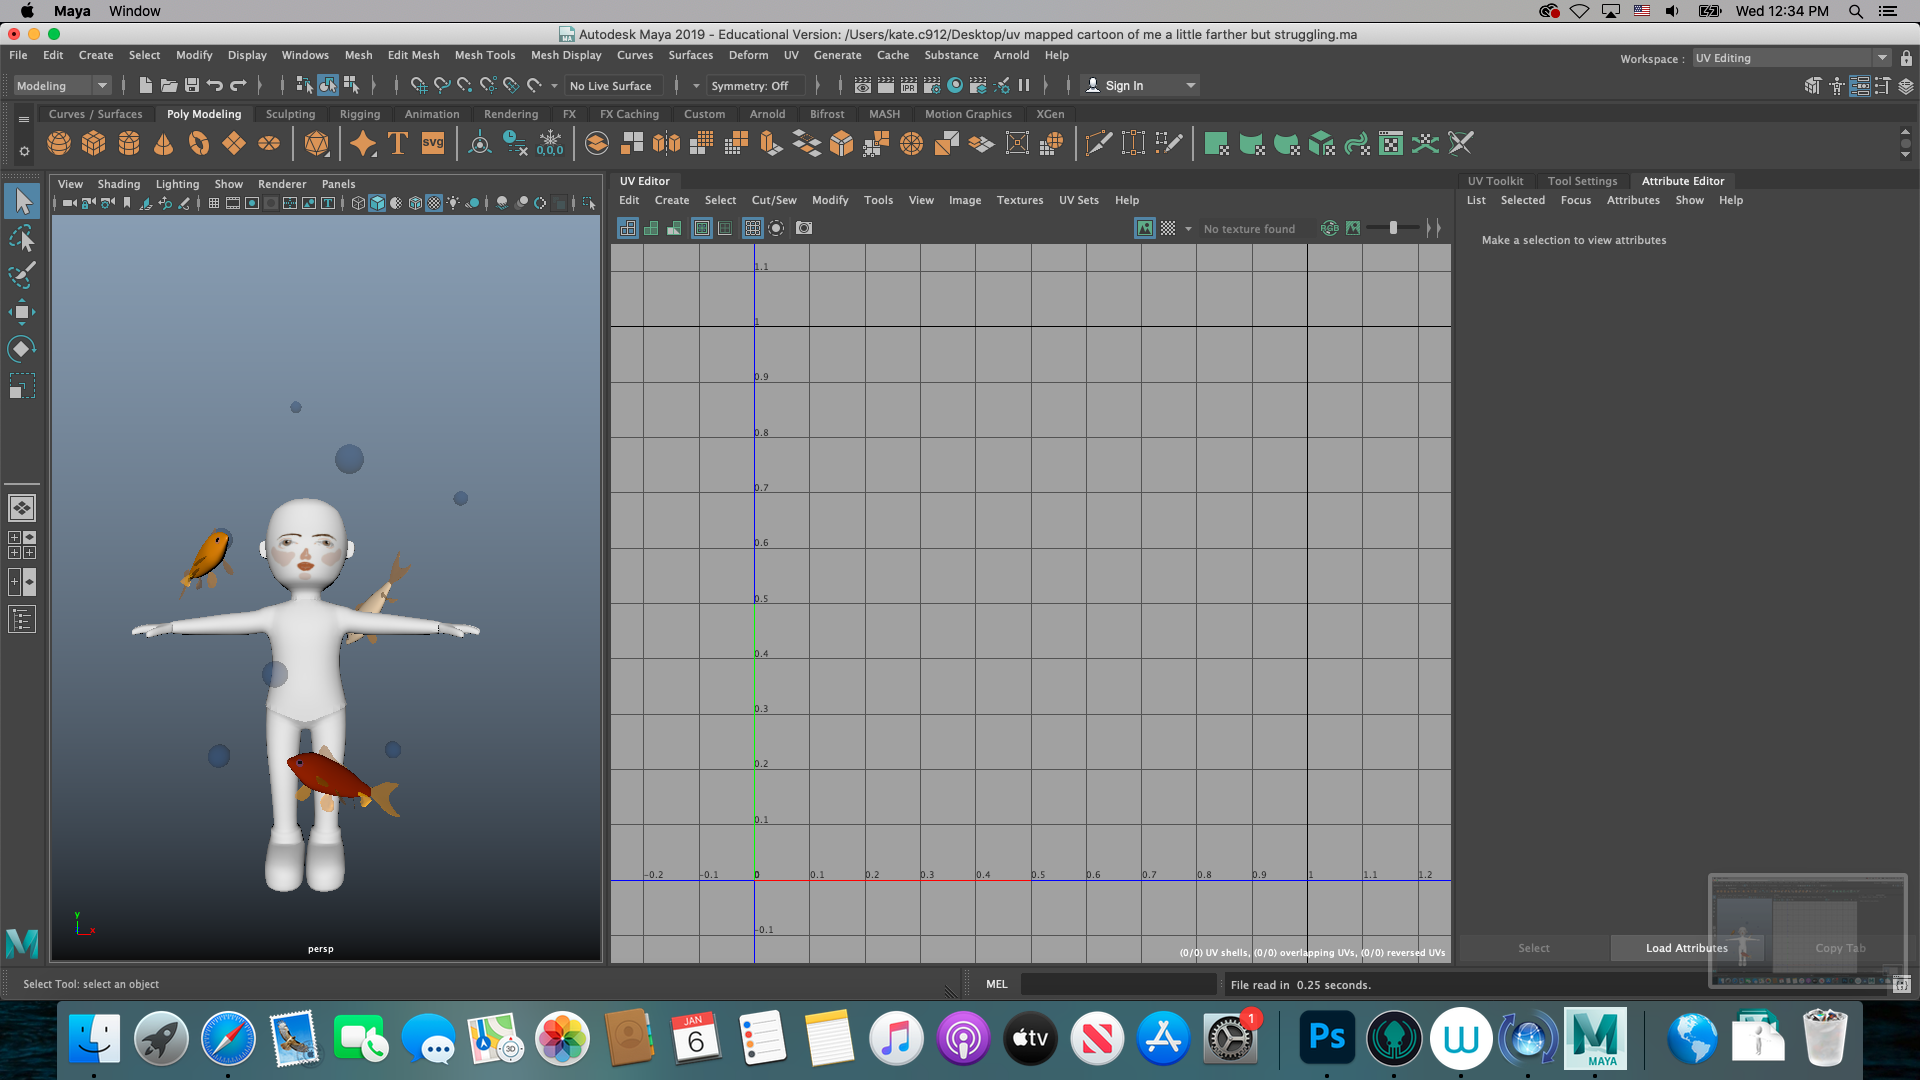 Maya Window Wed 12:34 PM
Autodesk Maya 2019 - Educational Version: /Users/kate.c912/Desktop/uv mapped cartoon of me a little farther but struggling.ma
File Edit Create Select Modify Display Windows Mesh Edit Mesh Mesh Tools Mesh Display Curves Surfaces Deform UV Generate Cache Substance Arnold Help
Workspace : UV Editing
Modeling No Live Surface Symmetry: Off Sign In
Curves / Surfaces Poly Modeling Sculpting Rigging Animation Rendering FX FX Caching Custom Arnold Bifrost MASH Motion Graphics XGen
T svg 0,0,0
View Shading Lighting Show Renderer Panels
UV Editor
Edit Create Select Cut/Sew Modify Tools View Image Textures UV Sets Help
No texture found RGB
UV Toolkit Tool Settings Attribute Editor
List Selected Focus Attributes Show Help
Make a selection to view attributes
1.1
1
0.9
0.8
0.7
0.6
0.5
0.4
0.3
0.2
0.1
-0.2 -0.1 0 0.1 0.2 0.3 0.4 0.5 0.6 0.7 0.8 0.9 1 1.1 1.2
-0.1
(0/0) UV shells, (0/0) overlapping UVs, (0/0) reversed UVs
y
x
persp
Select Load Attributes Copy Tab
Select Tool: select an object
MEL
File read in 0.25 seconds.
JAN
6
3D
tv
1
Ps
W
M
MAYA